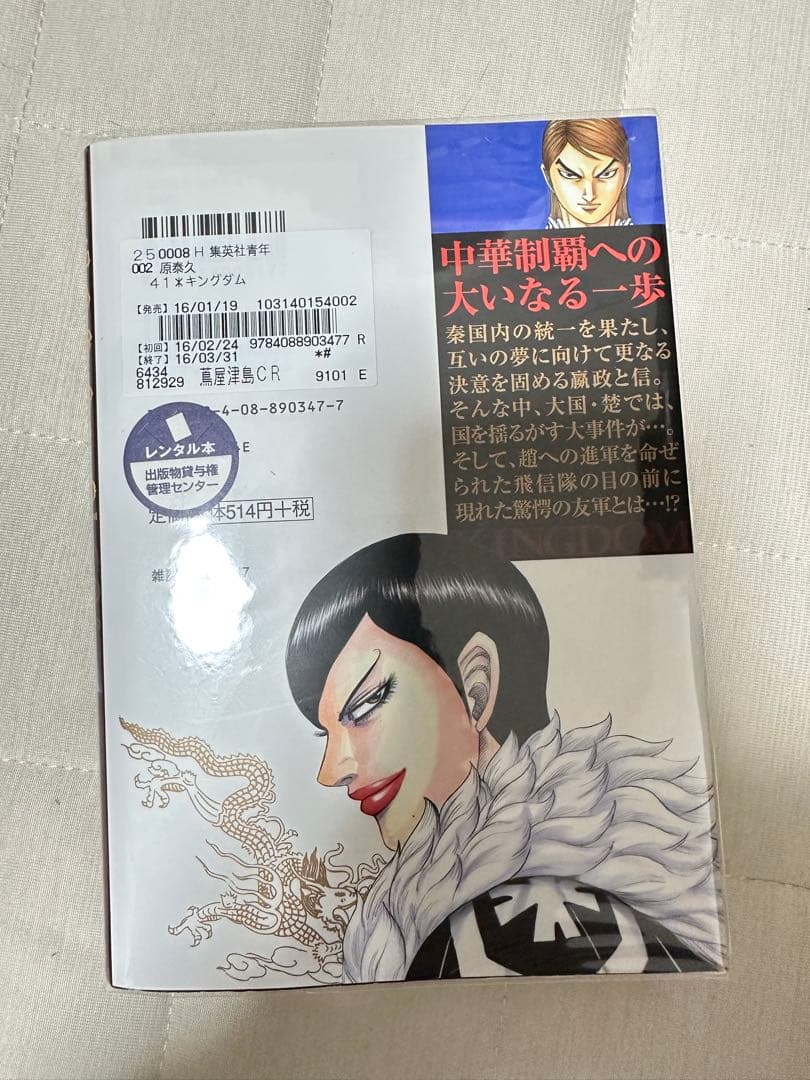 250008H 集英社青年
002 原泰久
41*キングダム
【発売】16/01/19 103140154002
【初回】16/02/24 9784088903477 R
【終了】16/03/31 *#
6434
812929 蔦屋津島CR 9101 E
4-08-890347-7
4E
レンタル本
出版物貸与権
管理センター
定価 本体514円+税
雑 7
中華制覇への
大いなる一歩
秦国内の統一を果たし、
互いの夢に向けて更なる
決意を固める嬴政と信。
そんな中、大国・楚では、
国を揺るがす大事件が…。
そして、趙への進軍を命ぜ
られた飛信隊の目の前に
現れた驚愕の友軍とは…!?
KINGDOM